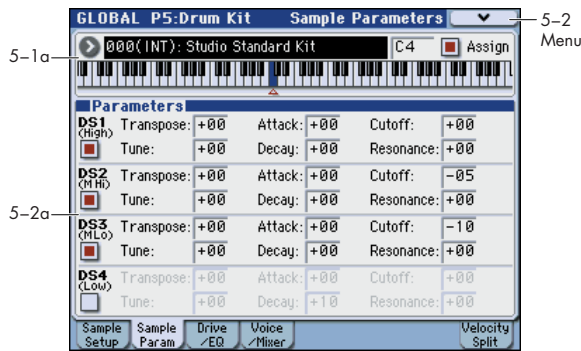 GLOBAL P5:Drum Kit Sample Parameters
5–2
Menu
5–1a
000(INT): Studio Standard Kit C4 Assign
Parameters
DS1 Transpose: +00 Attack: +00 Cutoff: +00
(High)
Tune: +00 Decay: +00 Resonance: +00
DS2 Transpose: +00 Attack: +00 Cutoff: -05
(M Hi)
Tune: +00 Decay: +00 Resonance: +00
5–2a
DS3 Transpose: +00 Attack: +00 Cutoff: -10
(MLo)
Tune: +00 Decay: +00 Resonance: +00
DS4 Transpose: +00 Attack: +00 Cutoff: +00
(Low)
Tune: +00 Decay: +10 Resonance: +00
Sample Sample Drive Voice Velocity
Setup Param /EQ /Mixer Split